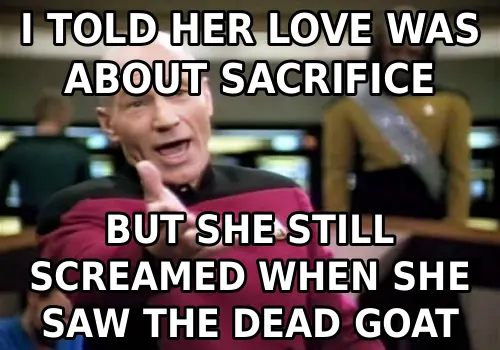 I TOLD HER LOVE WAS
ABOUT SACRIFICE
BUT SHE STILL
SCREAMED WHEN SHE
SAW THE DEAD GOAT